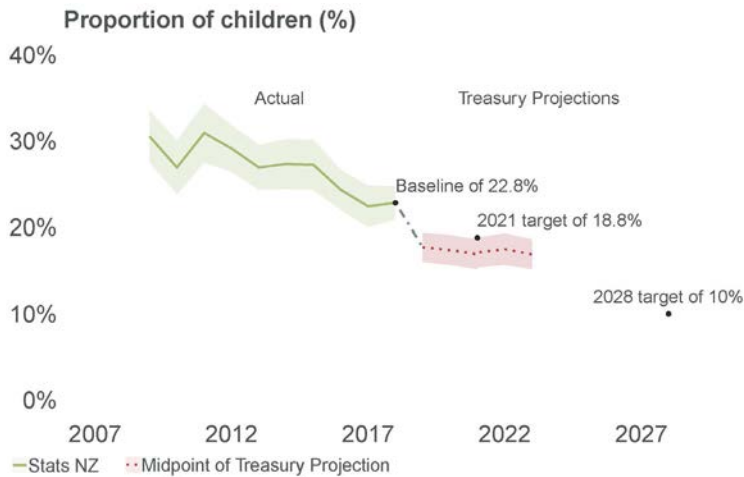 Proportion of children (%)
40%
Actual
Treasury Projections
30%
Baseline of 22.8%
2021 target of 18.8%
20%
2028 target of 10%
10%
0%
2007 2012 2017 2022 2027
Stats NZ Midpoint of Treasury Projection